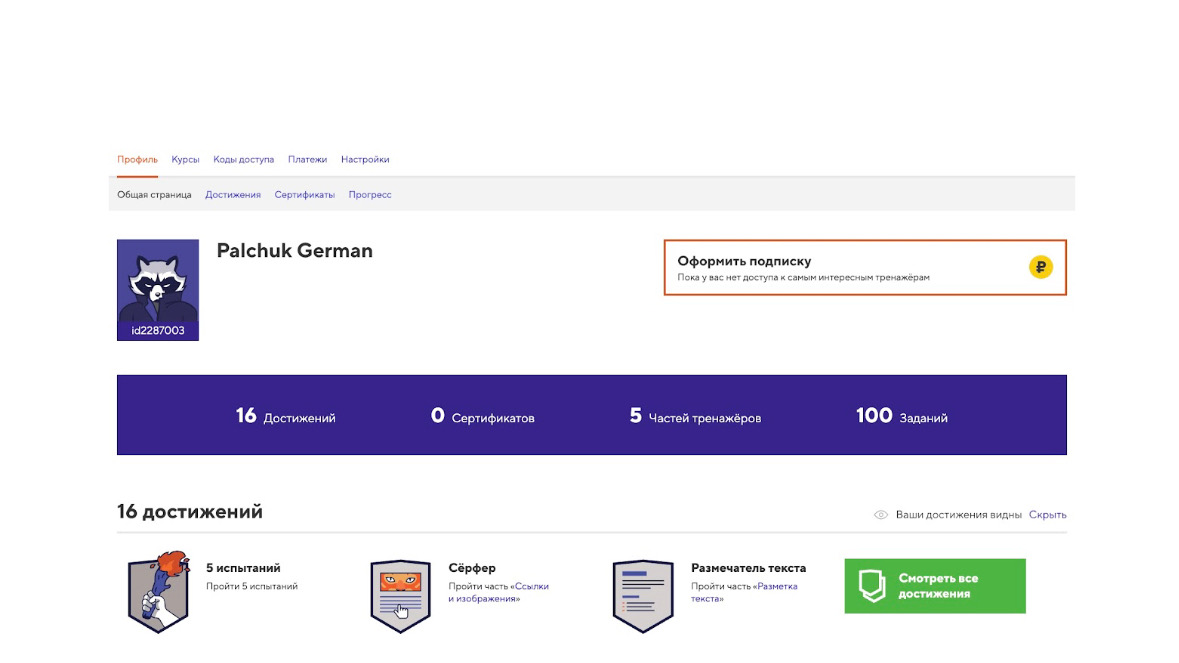 Профиль Курсы Коды доступа Платежи Настройки
Общая страница Достижения Сертификаты Прогресс
Palchuk German
id2287003
Оформить подписку
Пока у вас нет доступа к самым интересным тренажёрам
₽
16 Достижений 0 Сертификатов 5 Частей тренажёров 100 Заданий
16 достижений
Ваши достижения видны Скрыть
5 испытаний
Пройти 5 испытаний
Сёрфер
Пройти часть «Ссылки
и изображения»
Размечатель текста
Пройти часть «Разметка
текста»
Смотреть все
достижения